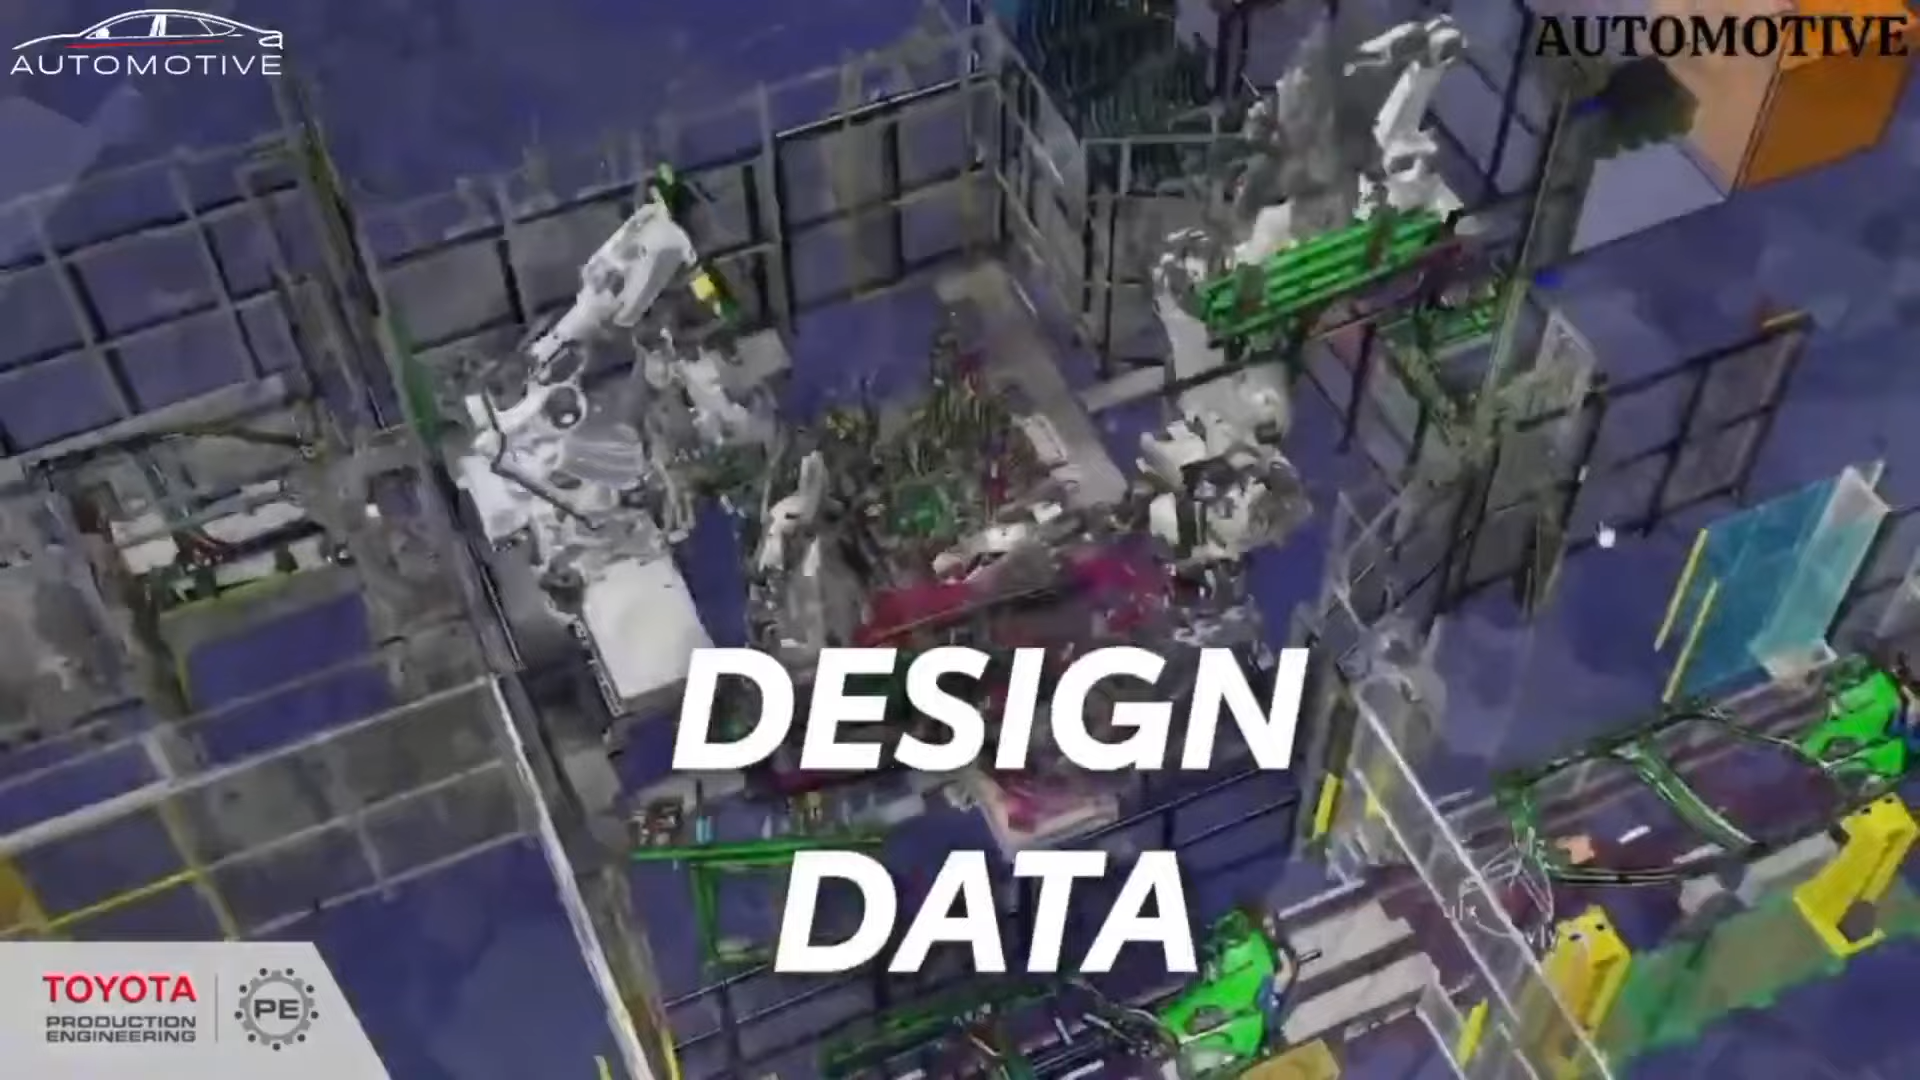 AUTOMOTIVE
AUTOMOTIVE
DESIGN
DATA
TOYOTA
PRODUCTION
ENGINEERING
PE